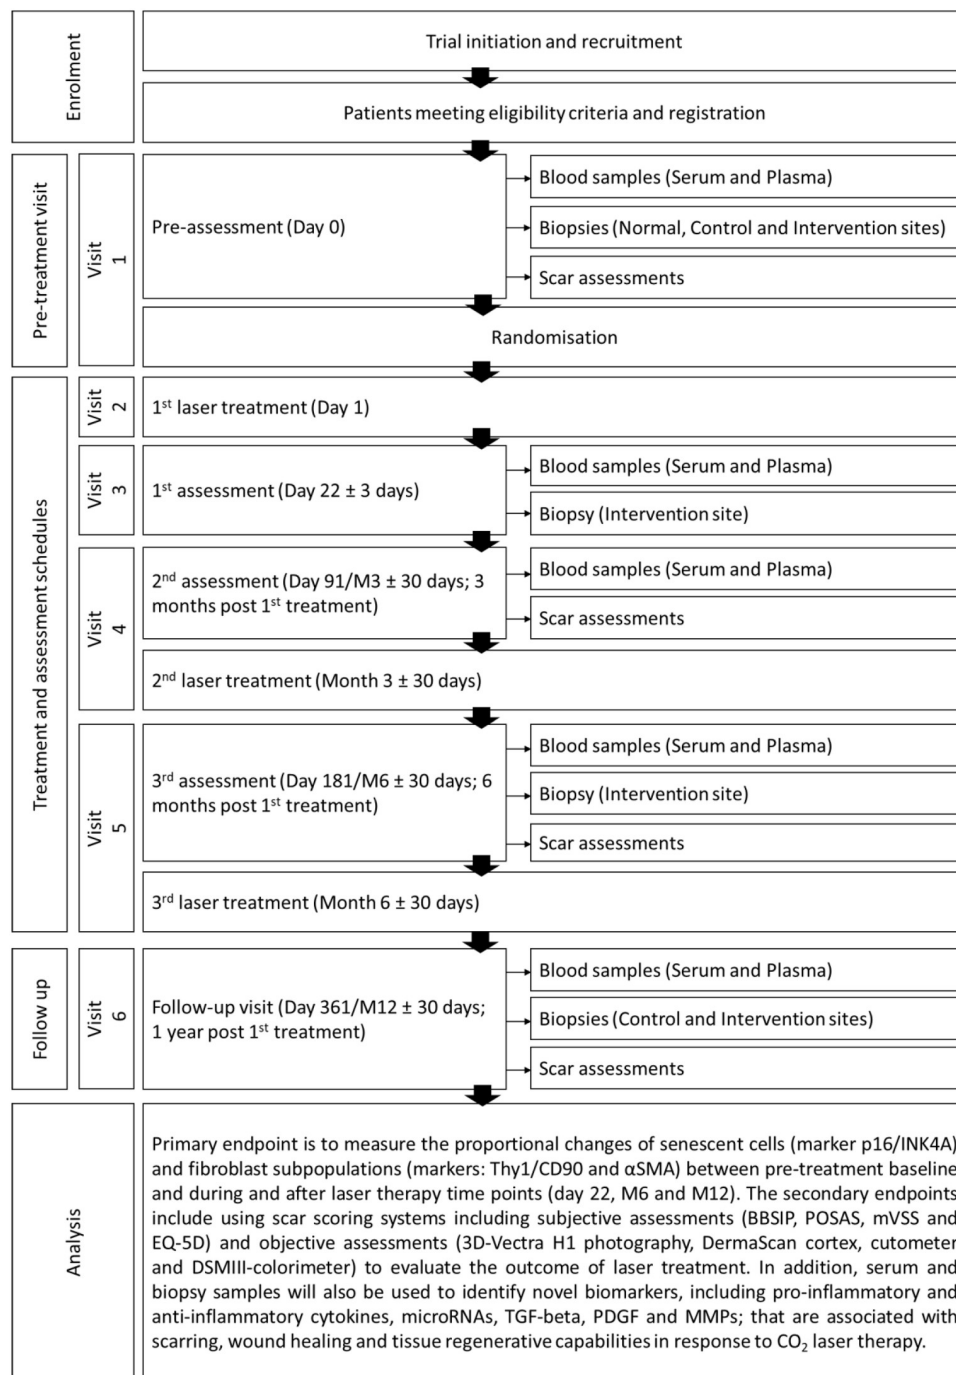 Enrolment
Trial initiation and recruitment
Patients meeting eligibility criteria and registration
Pre-treatment visit
Visit
1
Pre-assessment (Day 0)
Blood samples (Serum and Plasma)
Biopsies (Normal, Control and Intervention sites)
Scar assessments
Randomisation
Treatment and assessment schedules
Visit
2
1st laser treatment (Day 1)
Visit
3
1st assessment (Day 22 ± 3 days)
Blood samples (Serum and Plasma)
Biopsy (Intervention site)
Visit
4
2nd assessment (Day 91/M3 ± 30 days; 3
months post 1st treatment)
Blood samples (Serum and Plasma)
Scar assessments
2nd laser treatment (Month 3 ± 30 days)
Visit
5
3rd assessment (Day 181/M6 ± 30 days; 6
months post 1st treatment)
Blood samples (Serum and Plasma)
Biopsy (Intervention site)
Scar assessments
3rd laser treatment (Month 6 ± 30 days)
Follow up
Visit
6
Follow-up visit (Day 361/M12 ± 30 days;
1 year post 1st treatment)
Blood samples (Serum and Plasma)
Biopsies (Control and Intervention sites)
Scar assessments
Analysis
Primary endpoint is to measure the proportional changes of senescent cells (marker p16/INK4A)
and fibroblast subpopulations (markers: Thy1/CD90 and αSMA) between pre-treatment baseline
and during and after laser therapy time points (day 22, M6 and M12). The secondary endpoints
include using scar scoring systems including subjective assessments (BBSIP, POSAS, mVSS and
EQ-5D) and objective assessments (3D-Vectra H1 photography, DermaScan cortex, cutometer
and DSMIII-colorimeter) to evaluate the outcome of laser treatment. In addition, serum and
biopsy samples will also be used to identify novel biomarkers, including pro-inflammatory and
anti-inflammatory cytokines, microRNAs, TGF-beta, PDGF and MMPs; that are associated with
scarring, wound healing and tissue regenerative capabilities in response to CO₂ laser therapy.